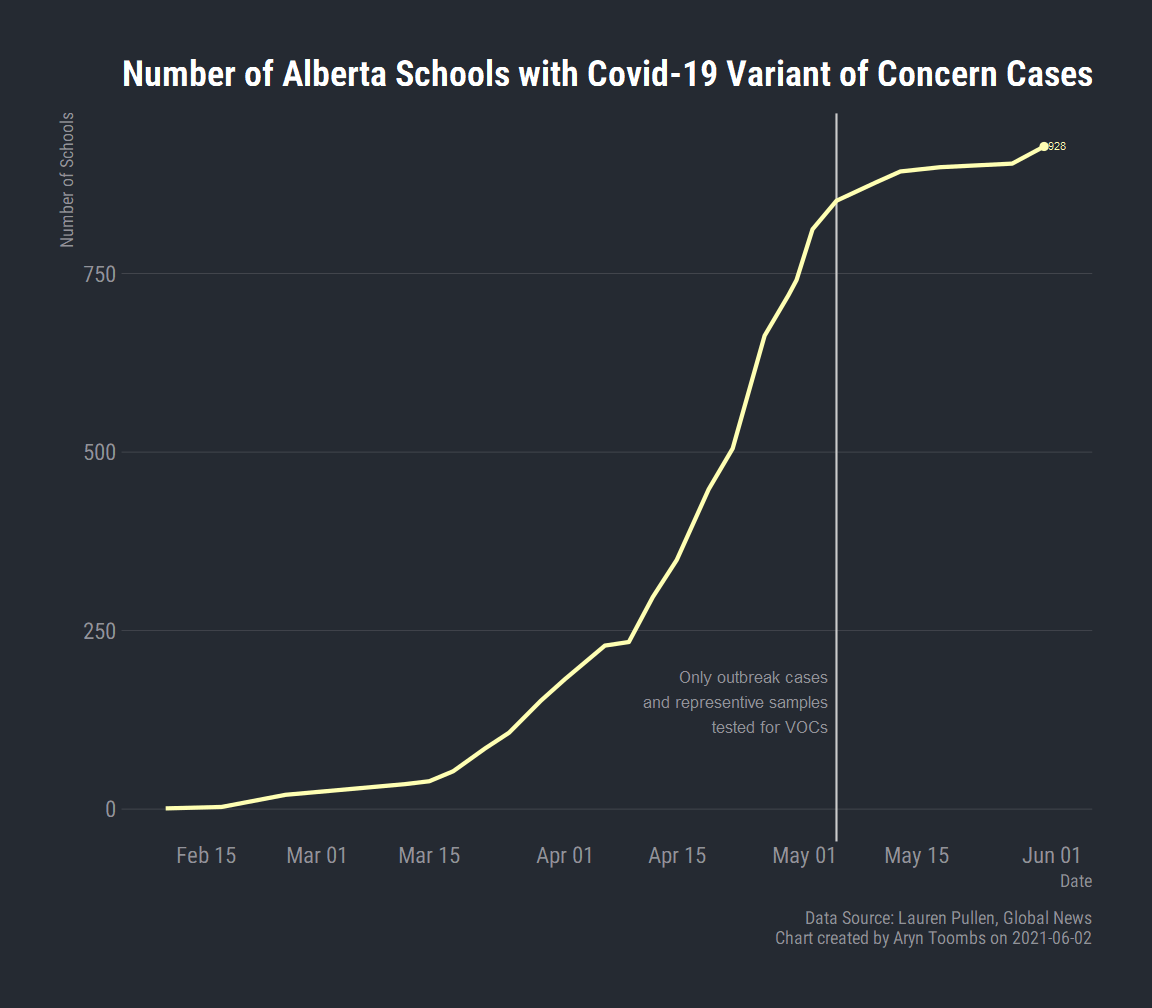 Number of Alberta Schools with Covid-19 Variant of Concern Cases
Number of Schools
928
750
500
250
0
Only outbreak cases
and representive samples
tested for VOCs
Feb 15
Mar 01
Mar 15
Apr 01
Apr 15
May 01
May 15
Jun 01
Date
Data Source: Lauren Pullen, Global News
Chart created by Aryn Toombs on 2021-06-02